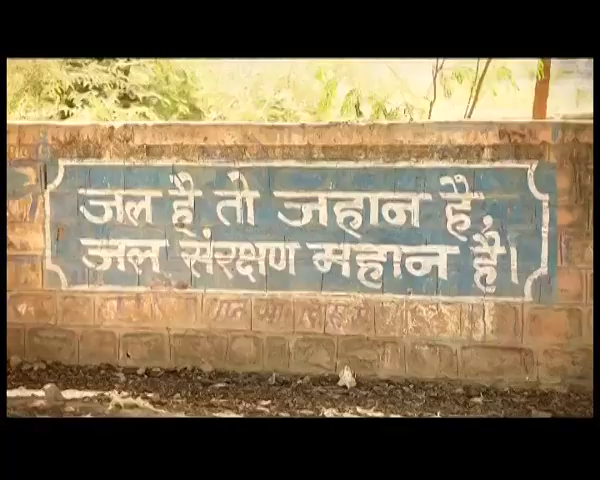 जल है तो जहान है,
जल संरक्षण महान है।